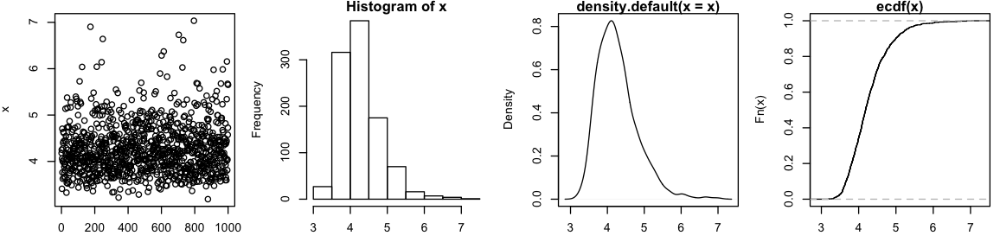 Histogram of x
density.default(x = x)
ecdf(x)
x
4 5 6 7
0 200 400 600 800 1000
Frequency
0 100 200 300
3 4 5 6 7
Density
0.0 0.2 0.4 0.6 0.8
3 4 5 6 7
Fn(x)
0.0 0.2 0.4 0.6 0.8 1.0
3 4 5 6 7